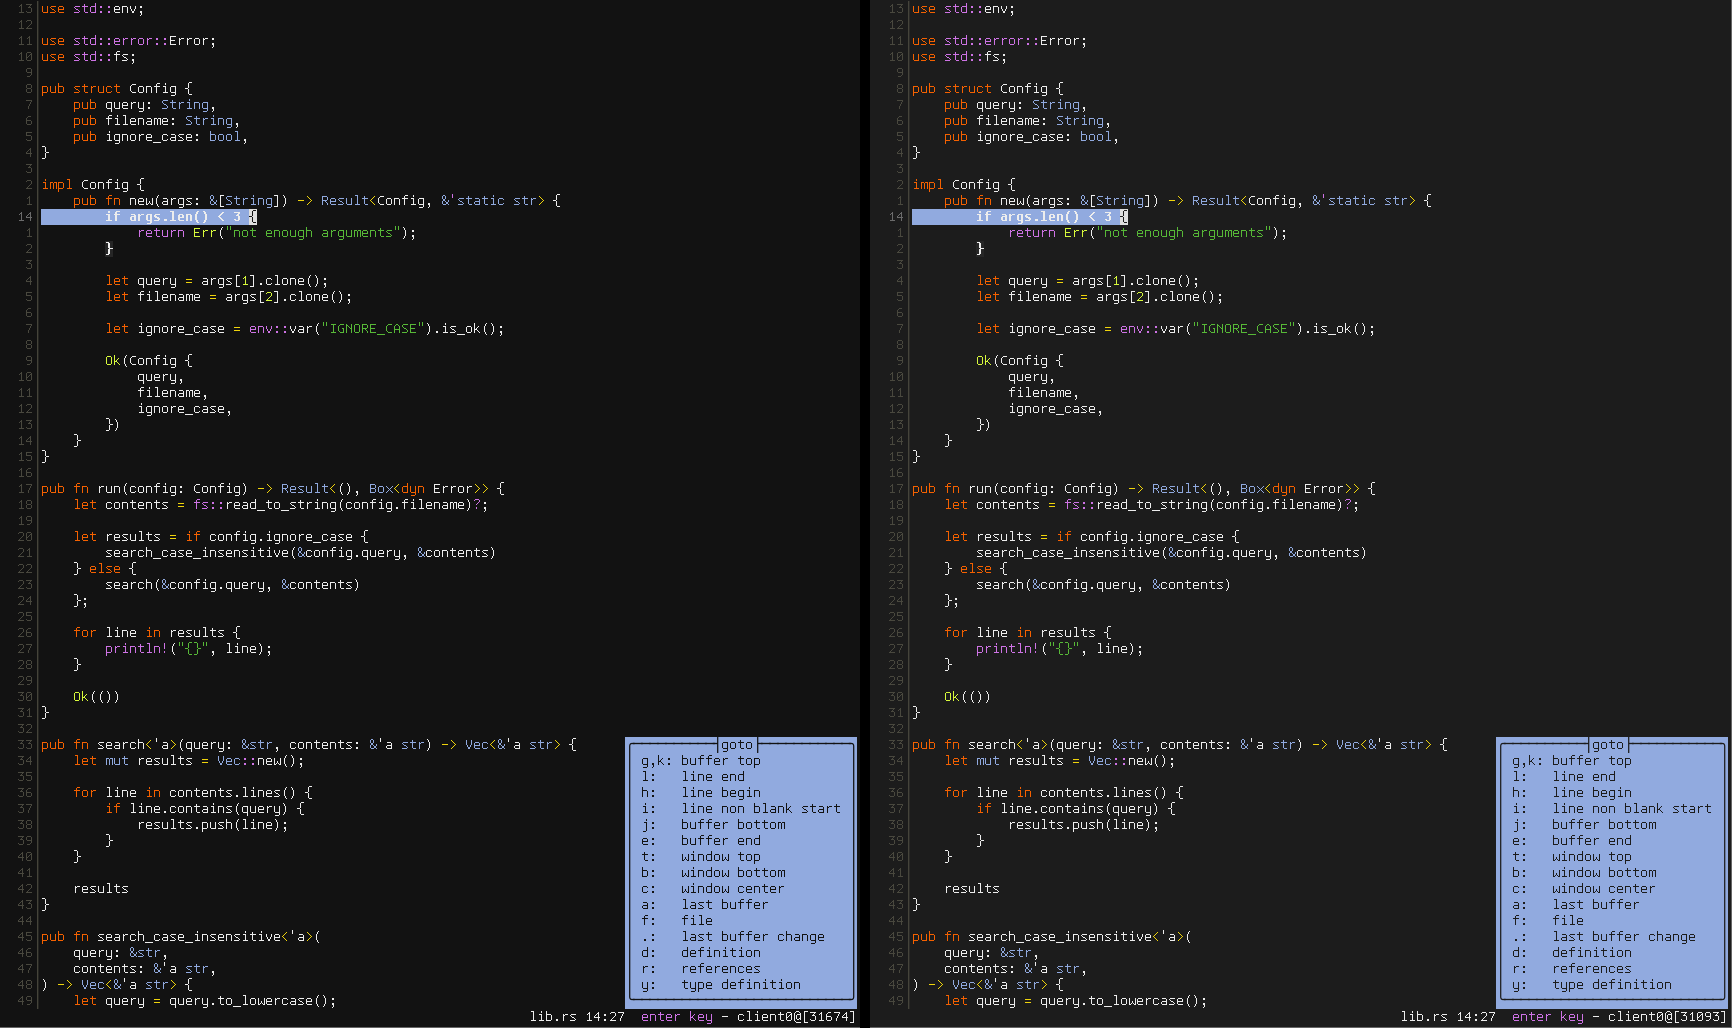 13 use std::env;
12
11 use std::error::Error;
10 use std::fs;
9
8 pub struct Config {
7     pub query: String,
6     pub filename: String,
5     pub ignore_case: bool,
4 }
3
2 impl Config {
1     pub fn new(args: &[String]) -> Result<Config, &'static str> {
14         if args.len() < 3 {
1             return Err("not enough arguments");
2         }
3
4         let query = args[1].clone();
5         let filename = args[2].clone();
6
7         let ignore_case = env::var("IGNORE_CASE").is_ok();
8
9         Ok(Config {
10             query,
11             filename,
12             ignore_case,
13         })
14     }
15 }
16
17 pub fn run(config: Config) -> Result<(), Box<dyn Error>> {
18     let contents = fs::read_to_string(config.filename)?;
19
20     let results = if config.ignore_case {
21         search_case_insensitive(&config.query, &contents)
22     } else {
23         search(&config.query, &contents)
24     };
25
26     for line in results {
27     println!("{}", line);
28     }
29
30     Ok(())
31 }
32
33 pub fn search<'a>(query: &str, contents: &'a str) -> Vec<&'a str> {
34     let mut results = Vec::new();
35
36     for line in contents.lines() {
37         if line.contains(query) {
38             results.push(line);
39         }
40     }
41
42     results
43 }
44
45 pub fn search_case_insensitive<'a>(
46     query: &str,
47     contents: &'a str,
48 ) -> Vec<&'a str> {
49     let query = query.to_lowercase();
goto
g,k: buffer top
l:   line end
h:   line begin
i:   line non blank start
j:   buffer bottom
e:   buffer end
t:   window top
b:   window bottom
c:   window center
a:   last buffer
f:   file
.:   last buffer change
d:   definition
r:   references
y:   type definition
lib.rs 14:27 enter key - client0@[31674]
13 use std::env;
12
11 use std::error::Error;
10 use std::fs;
9
8 pub struct Config {
7     pub query: String,
6     pub filename: String,
5     pub ignore_case: bool,
4 }
3
2 impl Config {
1     pub fn new(args: &[String]) -> Result<Config, &'static str> {
14         if args.len() < 3 {
1             return Err("not enough arguments");
2         }
3
4         let query = args[1].clone();
5         let filename = args[2].clone();
6
7         let ignore_case = env::var("IGNORE_CASE").is_ok();
8
9         Ok(Config {
10             query,
11             filename,
12             ignore_case,
13         })
14     }
15 }
16
17 pub fn run(config: Config) -> Result<(), Box<dyn Error>> {
18     let contents = fs::read_to_string(config.filename)?;
19
20     let results = if config.ignore_case {
21         search_case_insensitive(&config.query, &contents)
22     } else {
23         search(&config.query, &contents)
24     };
25
26     for line in results {
27     println!("{}", line);
28     }
29
30     Ok(())
31 }
32
33 pub fn search<'a>(query: &str, contents: &'a str) -> Vec<&'a str> {
34     let mut results = Vec::new();
35
36     for line in contents.lines() {
37         if line.contains(query) {
38             results.push(line);
39         }
40     }
41
42     results
43 }
44
45 pub fn search_case_insensitive<'a>(
46     query: &str,
47     contents: &'a str,
48 ) -> Vec<&'a str> {
49     let query = query.to_lowercase();
goto
g,k: buffer top
l:   line end
h:   line begin
i:   line non blank start
j:   buffer bottom
e:   buffer end
t:   window top
b:   window bottom
c:   window center
a:   last buffer
f:   file
.:   last buffer change
d:   definition
r:   references
y:   type definition
lib.rs 14:27 enter key - client0@[31093]